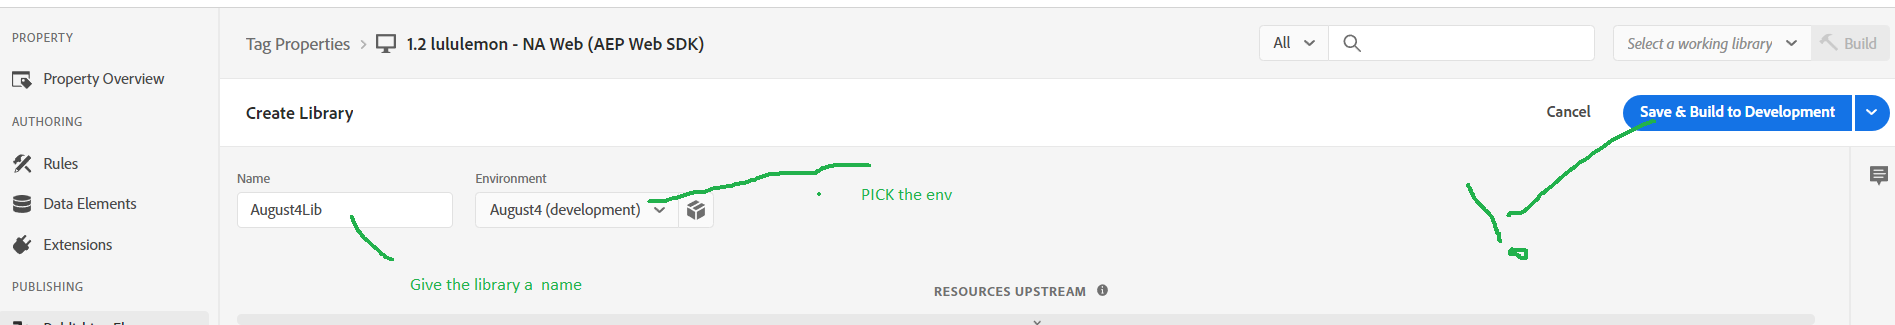 PROPERTY
Property Overview
AUTHORING
Rules
Data Elements
Extensions
PUBLISHING
Tag Properties > 1.2 lululemon - NA Web (AEP Web SDK)
All
Select a working library
Build
Create Library
Cancel
Save & Build to Development
Name
Environment
August4Lib
August4 (development)
PICK the env
Give the library a name
RESOURCES UPSTREAM